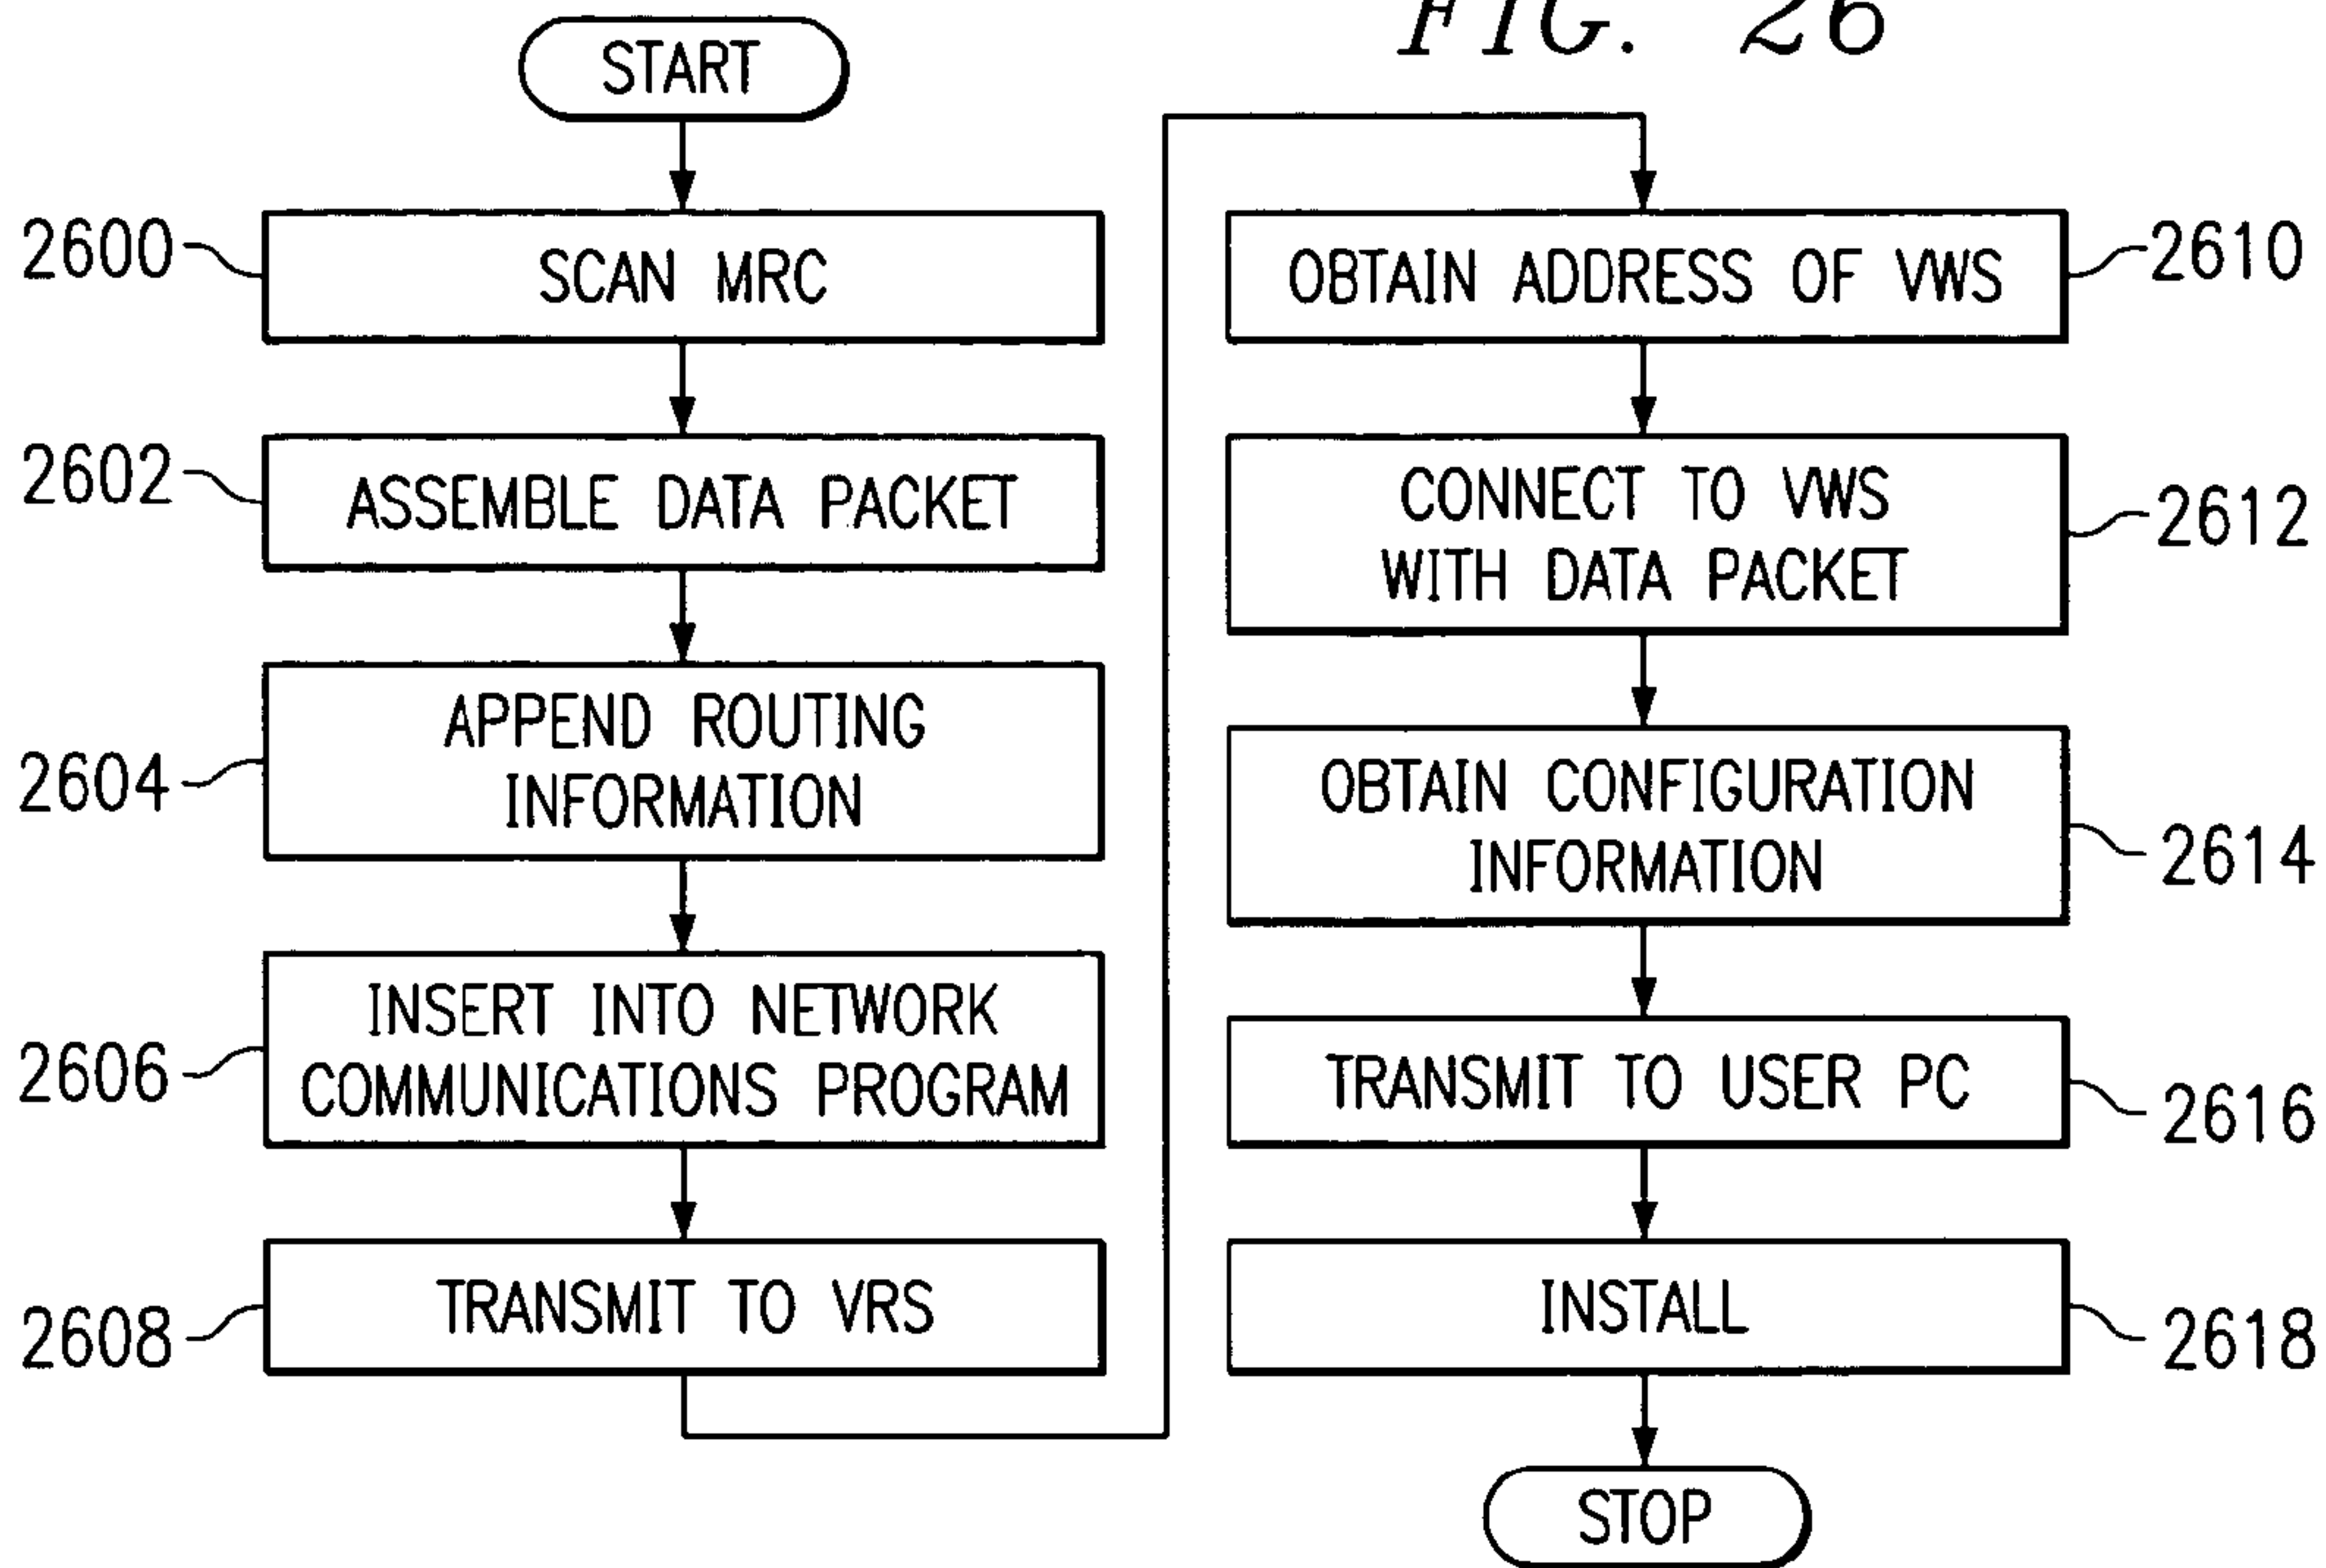 FIG. 26
START
2600
SCAN MRC
2602
ASSEMBLE DATA PACKET
2604
APPEND ROUTING
INFORMATION
2606
INSERT INTO NETWORK
COMMUNICATIONS PROGRAM
2608
TRANSMIT TO VRS
OBTAIN ADDRESS OF VWS
2610
CONNECT TO VWS
WITH DATA PACKET
2612
OBTAIN CONFIGURATION
INFORMATION
2614
TRANSMIT TO USER PC
2616
INSTALL
2618
STOP